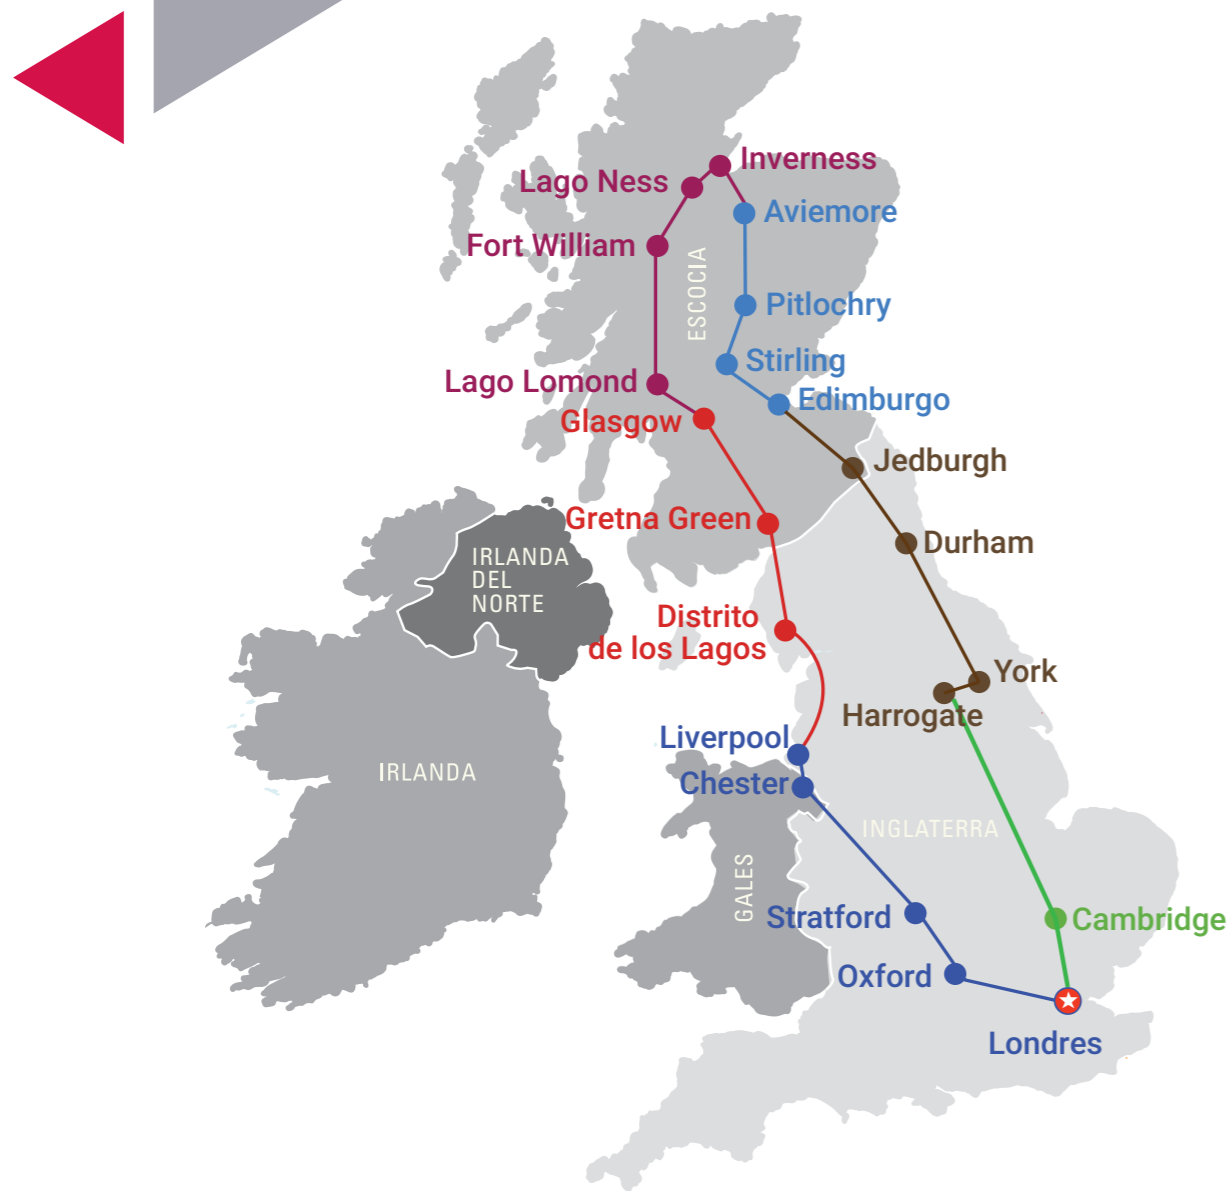 Inverness
Lago Ness
Aviemore
Fort William
ESCOCIA
Pitlochry
Stirling
Lago Lomond
Edimburgo
Glasgow
Jedburgh
Gretna Green
Durham
IRLANDA
DEL
NORTE
Distrito
de los Lagos
York
Harrogate
Liverpool
IRLANDA
Chester
INGLATERRA
GALES
Stratford
Cambridge
Oxford
Londres